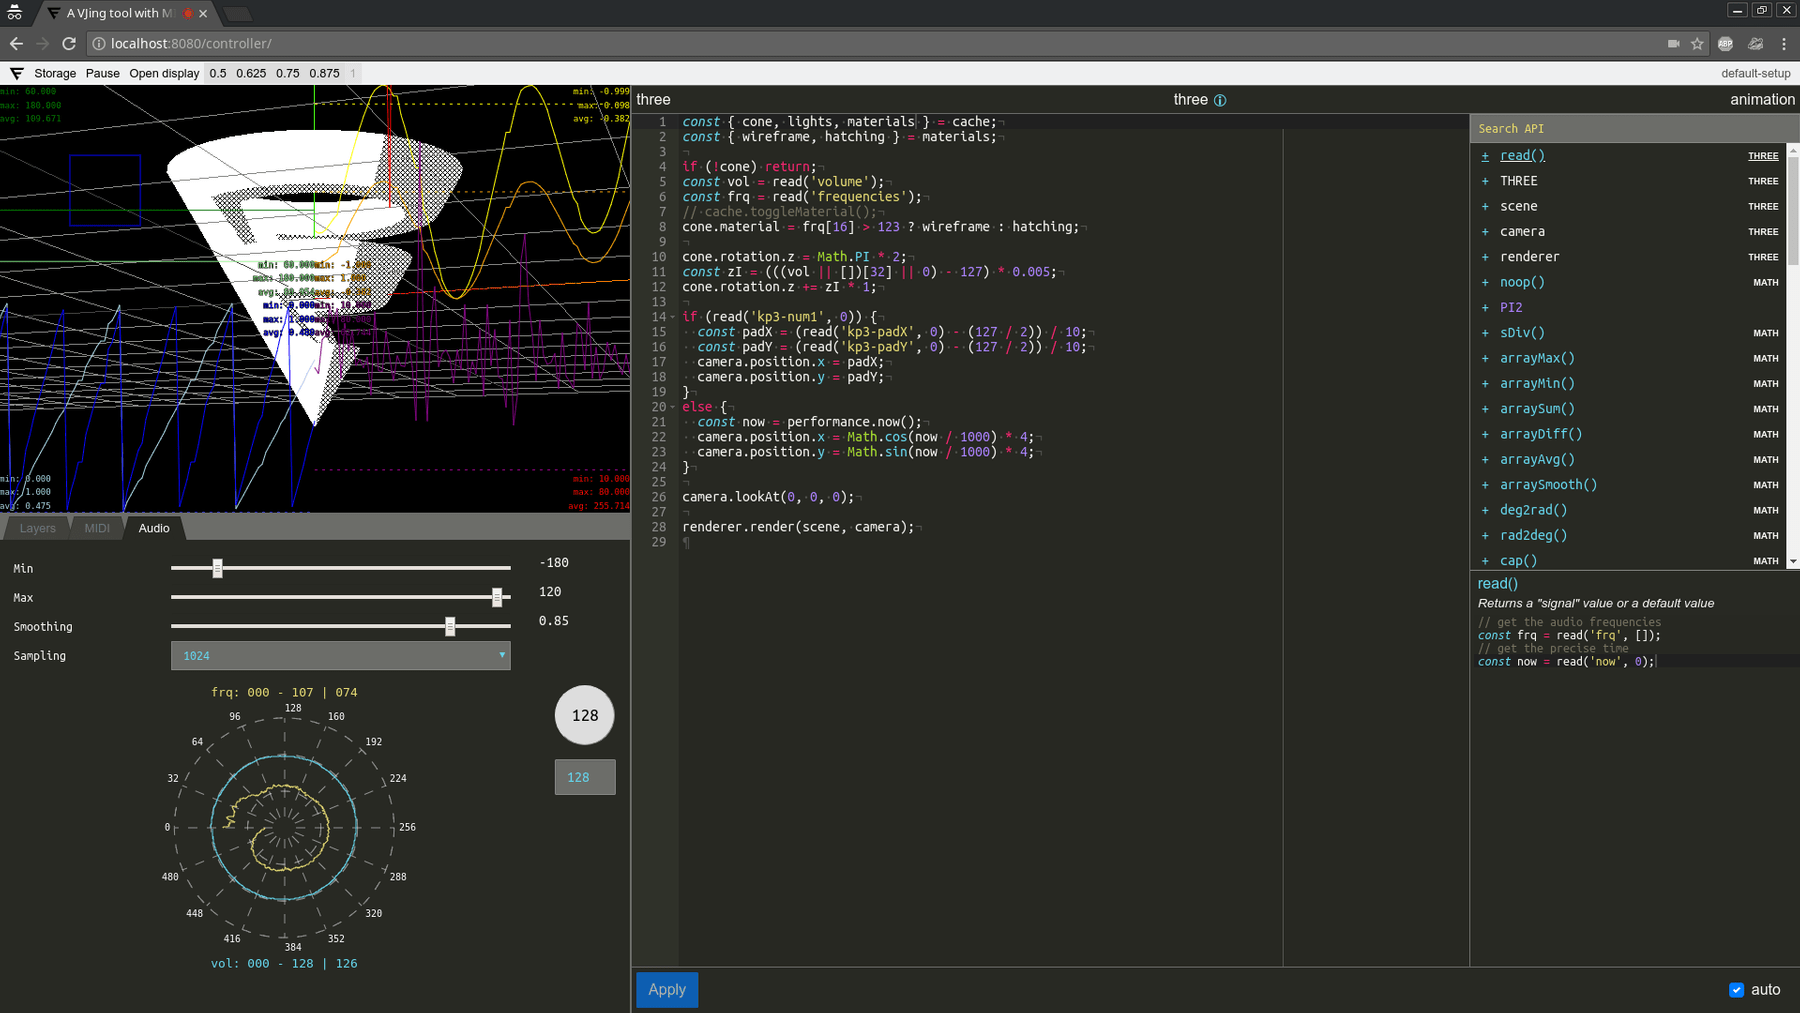 A VJing tool with M
localhost:8080/controller/
Storage Pause Open display 0.5 0.625 0.75 0.875 1 default-setup
min: 60.000
max: 180.000
avg: 109.671
min: -0.999
max: 0.098
avg: -0.382
min: 0.000
max: 1.000
avg: 0.475
min: 10.000
max: 80.000
avg: 255.714
Layers MIDI Audio
Min -180
Max 120
Smoothing 0.85
Sampling 1024
frq: 000 - 107 | 074
128
96 160
64 192
32 224
0 256
480 288
448 320
416 352
384
vol: 000 - 128 | 126
128
128
three three animation
1 const { cone, lights, materials } = cache;
2 const { wireframe, hatching } = materials;
3
4 if (!cone) return;
5 const vol = read('volume');
6 const frq = read('frequencies');
7 // cache.toggleMaterial();
8 cone.material = frq[16] > 123 ? wireframe : hatching;
9
10 cone.rotation.z = Math.PI * 2;
11 const zI = (((vol || [])[32] || 0) - 127) * 0.005;
12 cone.rotation.z += zI * 1;
13
14 if (read('kp3-num1', 0)) {
15 const padX = (read('kp3-padX', 0) - (127 / 2)) / 10;
16 const padY = (read('kp3-padY', 0) - (127 / 2)) / 10;
17 camera.position.x = padX;
18 camera.position.y = padY;
19 }
20 else {
21 const now = performance.now();
22 camera.position.x = Math.cos(now / 1000) * 4;
23 camera.position.y = Math.sin(now / 1000) * 4;
24 }
25
26 camera.lookAt(0, 0, 0);
27
28 renderer.render(scene, camera);
29
Apply
Search API
+ read() THREE
+ THREE THREE
+ scene THREE
+ camera THREE
+ renderer THREE
+ noop()
+ PI2
+ sDiv() MATH
+ arrayMax() MATH
+ arrayMin() MATH
+ arraySum() MATH
+ arrayDiff() MATH
+ arrayAvg() MATH
+ arraySmooth() MATH
+ deg2rad() MATH
+ rad2deg() MATH
+ cap() MATH
read()
Returns a "signal" value or a default value
// get the audio frequencies
const frq = read('frq', []);
// get the precise time
const now = read('now', 0);
auto